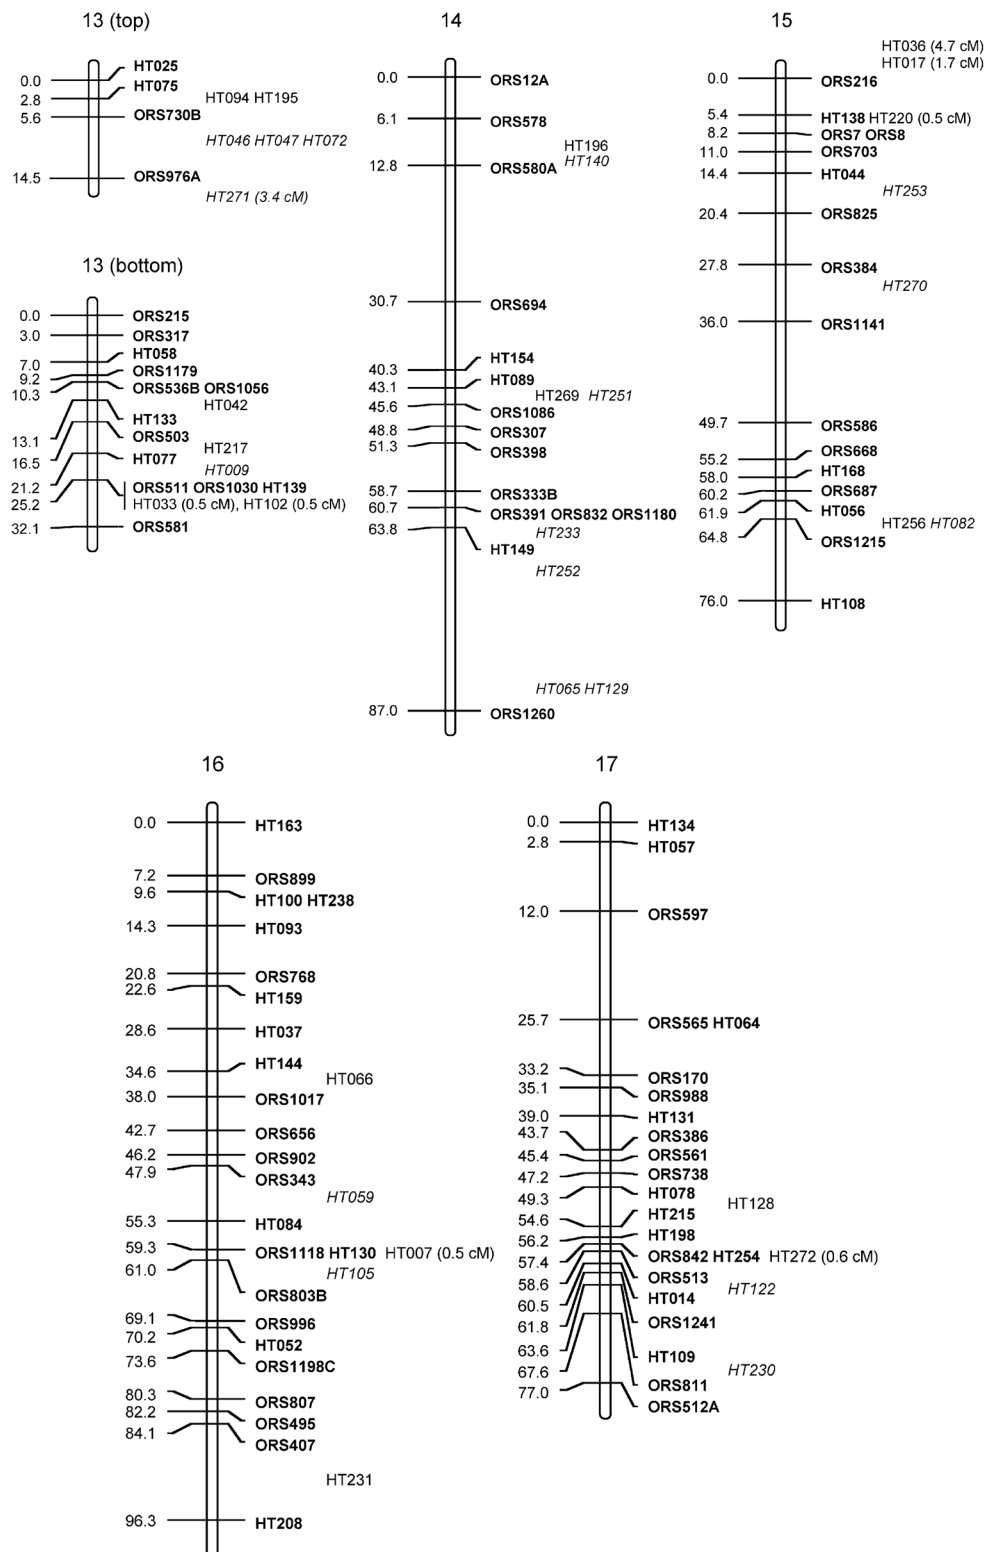 13 (top)
0.0 HT025
2.8 HT075
HT094 HT195
5.6 ORS730B
HT046 HT047 HT072
14.5 ORS976A
HT271 (3.4 cM)
13 (bottom)
0.0 ORS215
3.0 ORS317
7.0 HT058
9.2 ORS1179
10.3 ORS536B ORS1056
HT042
13.1 HT133
16.5 ORS503
HT217
21.2 HT077
HT009
25.2 ORS511 ORS1030 HT139
HT033 (0.5 cM), HT102 (0.5 cM)
32.1 ORS581
14
0.0 ORS12A
6.1 ORS578
HT196
HT140
12.8 ORS580A
30.7 ORS694
40.3 HT154
43.1 HT089
HT269 HT251
45.6 ORS1086
48.8 ORS307
51.3 ORS398
58.7 ORS333B
60.7 ORS391 ORS832 ORS1180
HT233
63.8 HT149
HT252
HT065 HT129
87.0 ORS1260
15
HT036 (4.7 cM)
HT017 (1.7 cM)
0.0 ORS216
5.4 HT138 HT220 (0.5 cM)
8.2 ORS7 ORS8
11.0 ORS703
14.4 HT044
HT253
20.4 ORS825
27.8 ORS384
HT270
36.0 ORS1141
49.7 ORS586
55.2 ORS668
58.0 HT168
60.2 ORS687
61.9 HT056
HT256 HT082
64.8 ORS1215
76.0 HT108
16
0.0 HT163
7.2 ORS899
9.6 HT100 HT238
14.3 HT093
20.8 ORS768
22.6 HT159
28.6 HT037
34.6 HT144
HT066
38.0 ORS1017
42.7 ORS656
46.2 ORS902
47.9 ORS343
HT059
55.3 HT084
59.3 ORS1118 HT130 HT007 (0.5 cM)
HT105
61.0 ORS803B
69.1 ORS996
70.2 HT052
73.6 ORS1198C
80.3 ORS807
82.2 ORS495
84.1 ORS407
HT231
96.3 HT208
17
0.0 HT134
2.8 HT057
12.0 ORS597
25.7 ORS565 HT064
33.2 ORS170
35.1 ORS988
39.0 HT131
43.7 ORS386
45.4 ORS561
47.2 ORS738
49.3 HT078
HT128
54.6 HT215
56.2 HT198
57.4 ORS842 HT254 HT272 (0.6 cM)
58.6 ORS513
HT122
60.5 HT014
61.8 ORS1241
63.6 HT109
HT230
67.6 ORS811
77.0 ORS512A